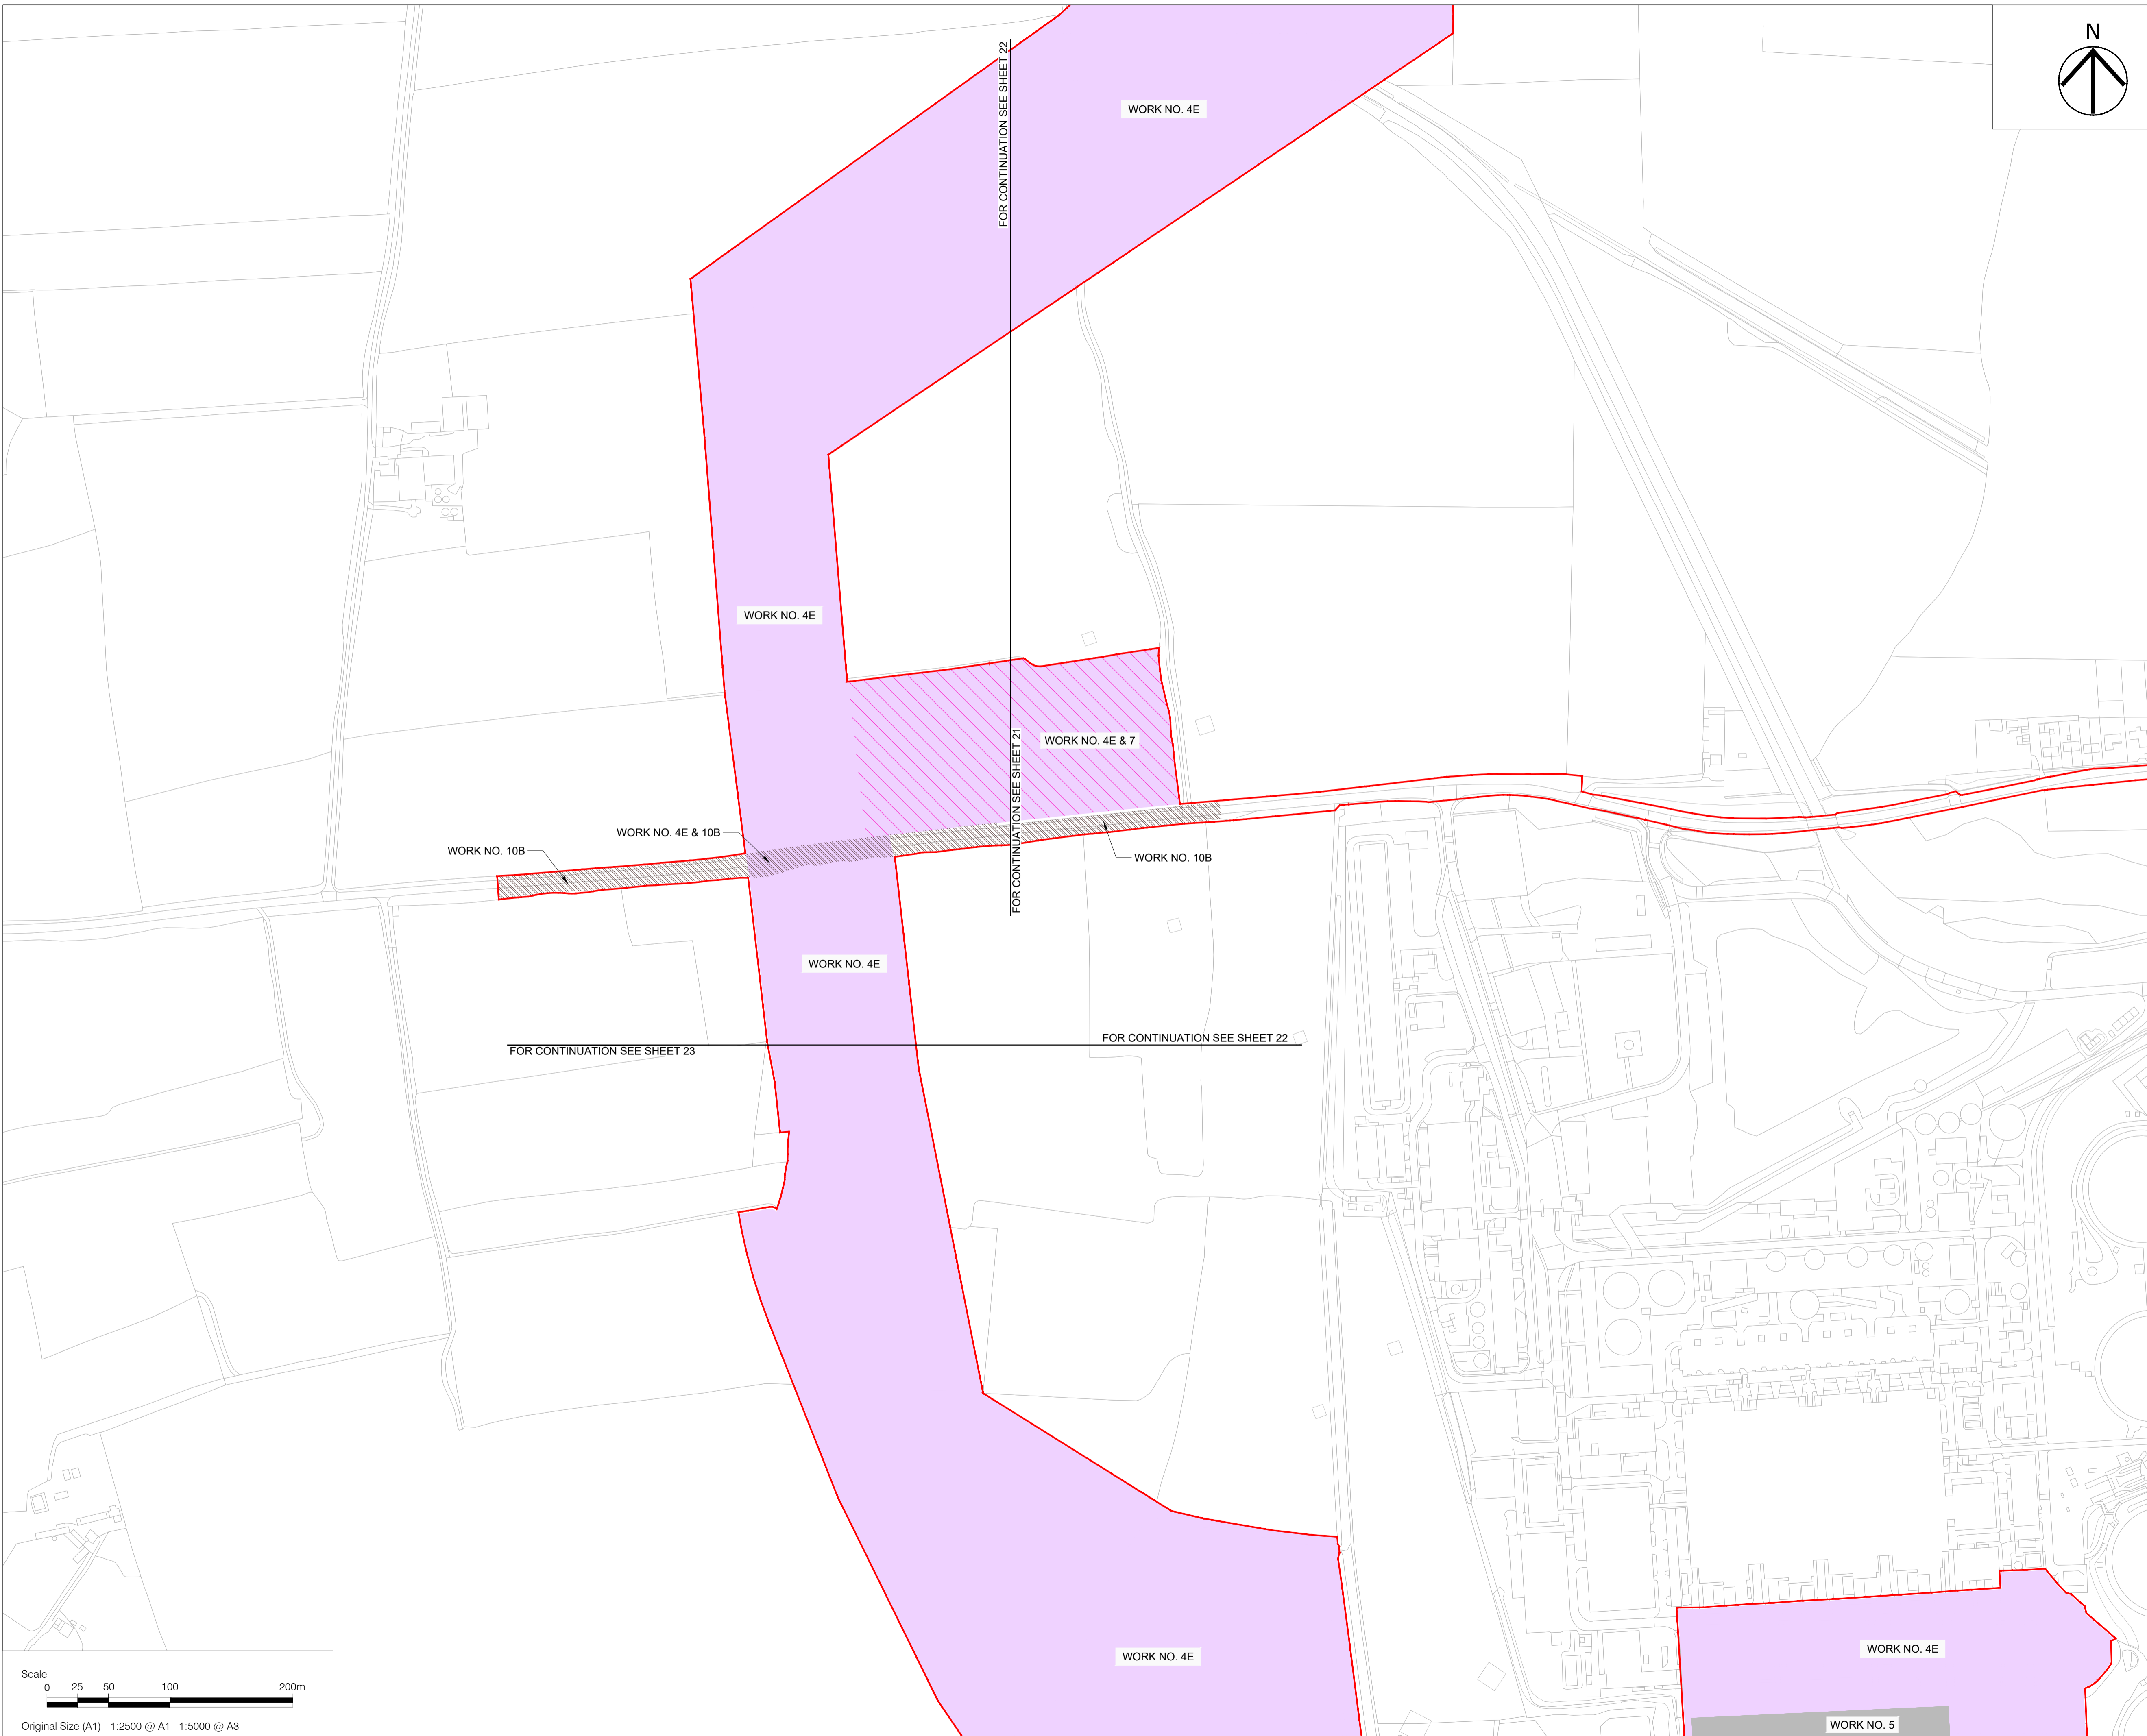 N
FOR CONTINUATION SEE SHEET 22
WORK NO. 4E
WORK NO. 4E
WORK NO. 4E & 7
FOR CONTINUATION SEE SHEET 21
WORK NO. 4E & 10B
WORK NO. 10B
WORK NO. 10B
WORK NO. 4E
FOR CONTINUATION SEE SHEET 22
FOR CONTINUATION SEE SHEET 23
WORK NO. 4E
WORK NO. 4E
WORK NO. 5
Scale
0 25 50 100 200m
Original Size (A1) 1:2500 @ A1 1:5000 @ A3